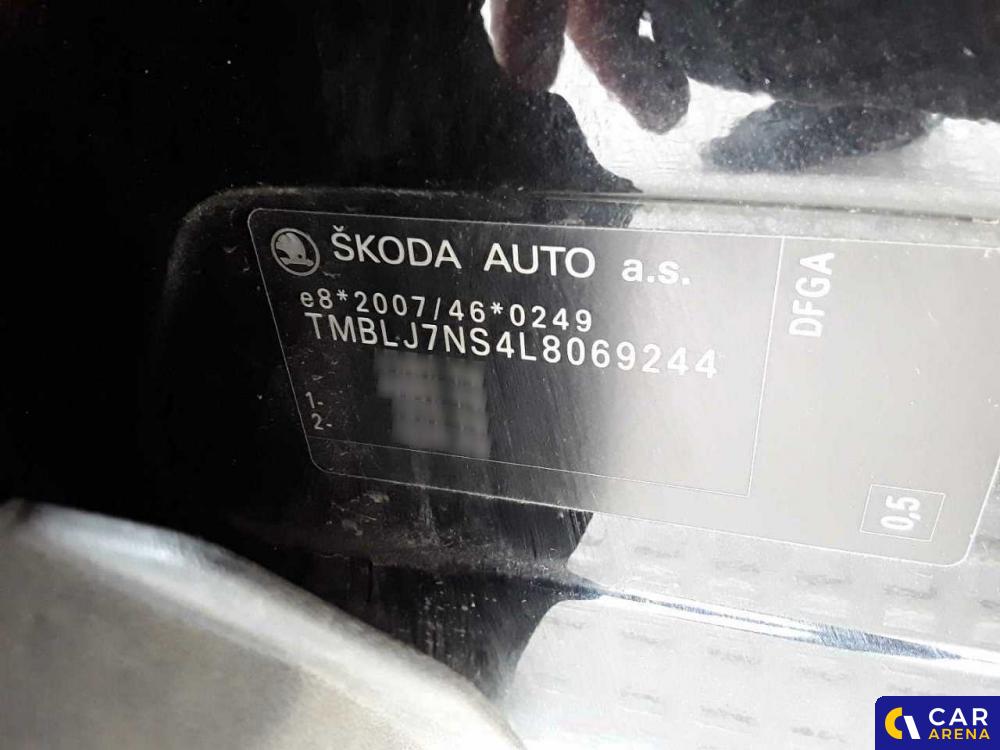 ŠKODA AUTO a.s.
e8*2007/46*0249
TMBLJ7NS4L8069244
1-
2-
DFGA
0,5
CAR
ARENA